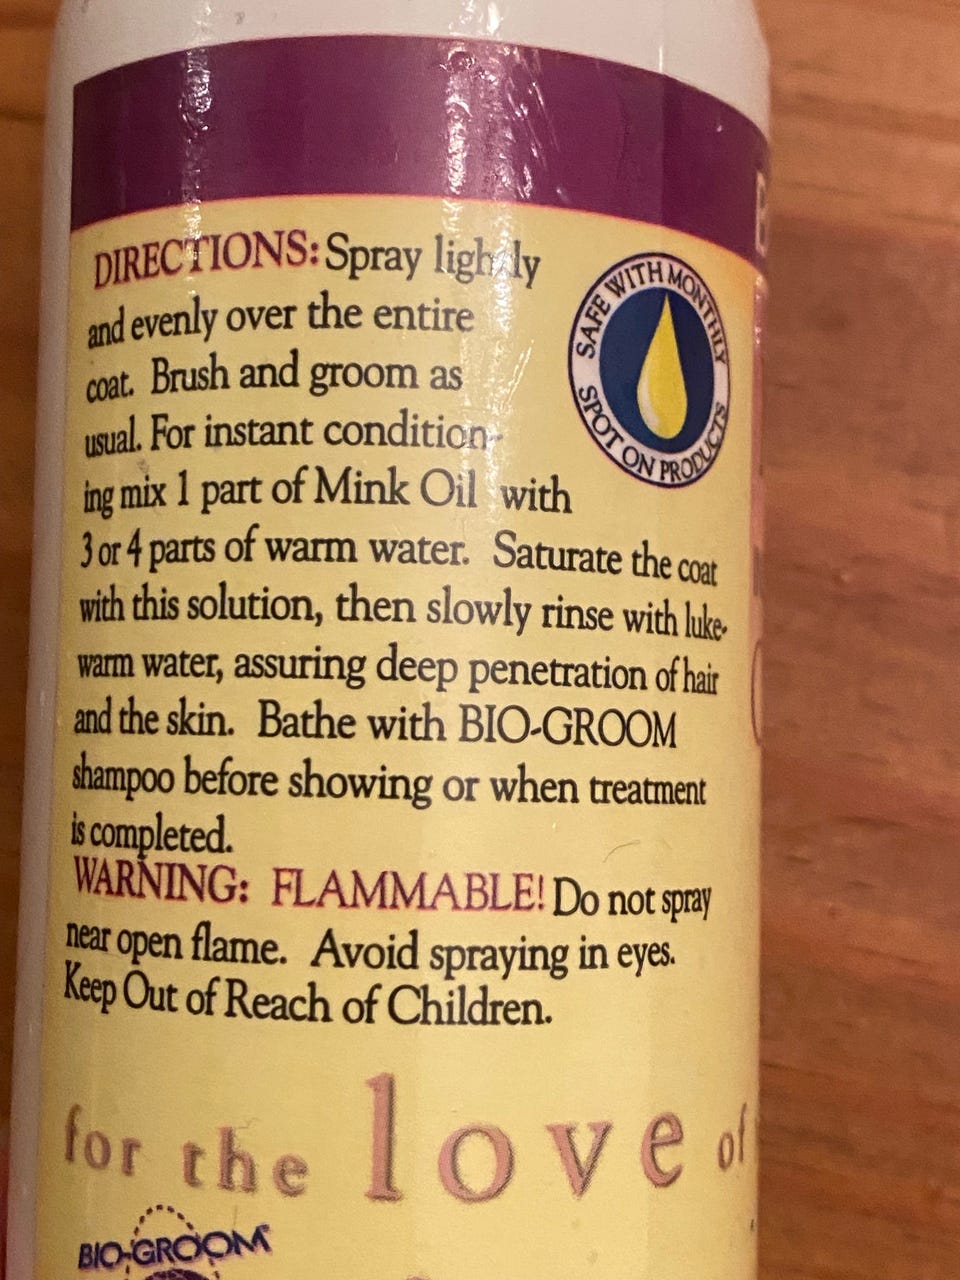 DIRECTIONS: Spray lightly
and evenly over the entire
coat. Brush and groom as
usual. For instant condition-
ing mix 1 part of Mink Oil with
3 or 4 parts of warm water. Saturate the coat
with this solution, then slowly rinse with luke-
warm water, assuring deep penetration of hair
and the skin. Bathe with BIO-GROOM
shampoo before showing or when treatment
is completed.
WARNING: FLAMMABLE! Do not spray
near open flame. Avoid spraying in eyes.
Keep Out of Reach of Children.
SAFE WITH MONTHLY
SPOT ON PRODUCTS
for the love of
BIO-GROOM®